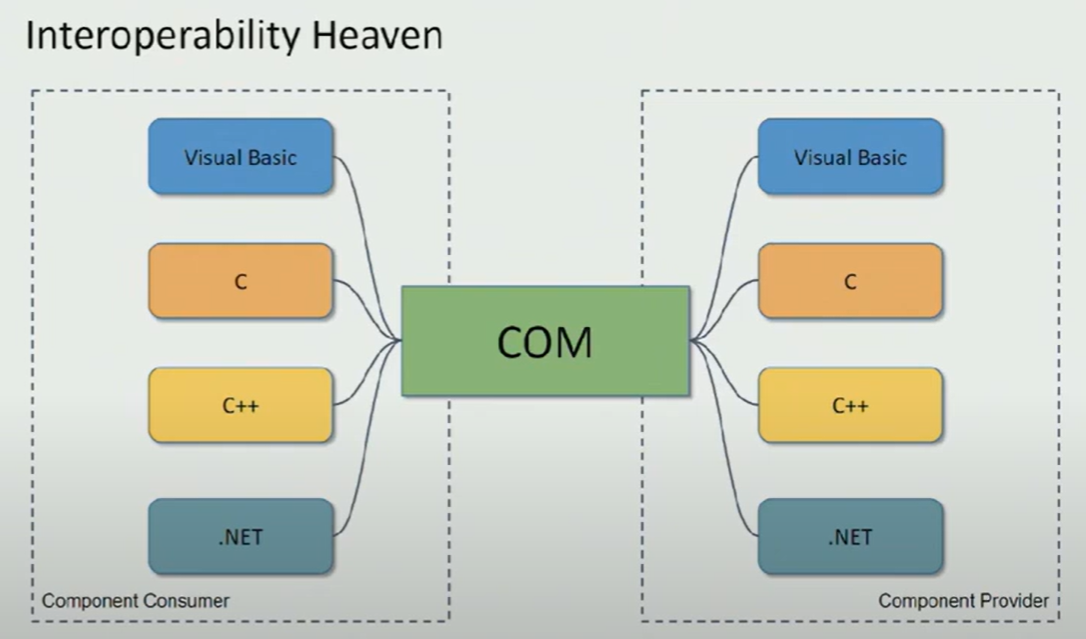 Interoperability Heaven
Visual Basic
C
C++
.NET
Component Consumer
COM
Visual Basic
C
C++
.NET
Component Provider